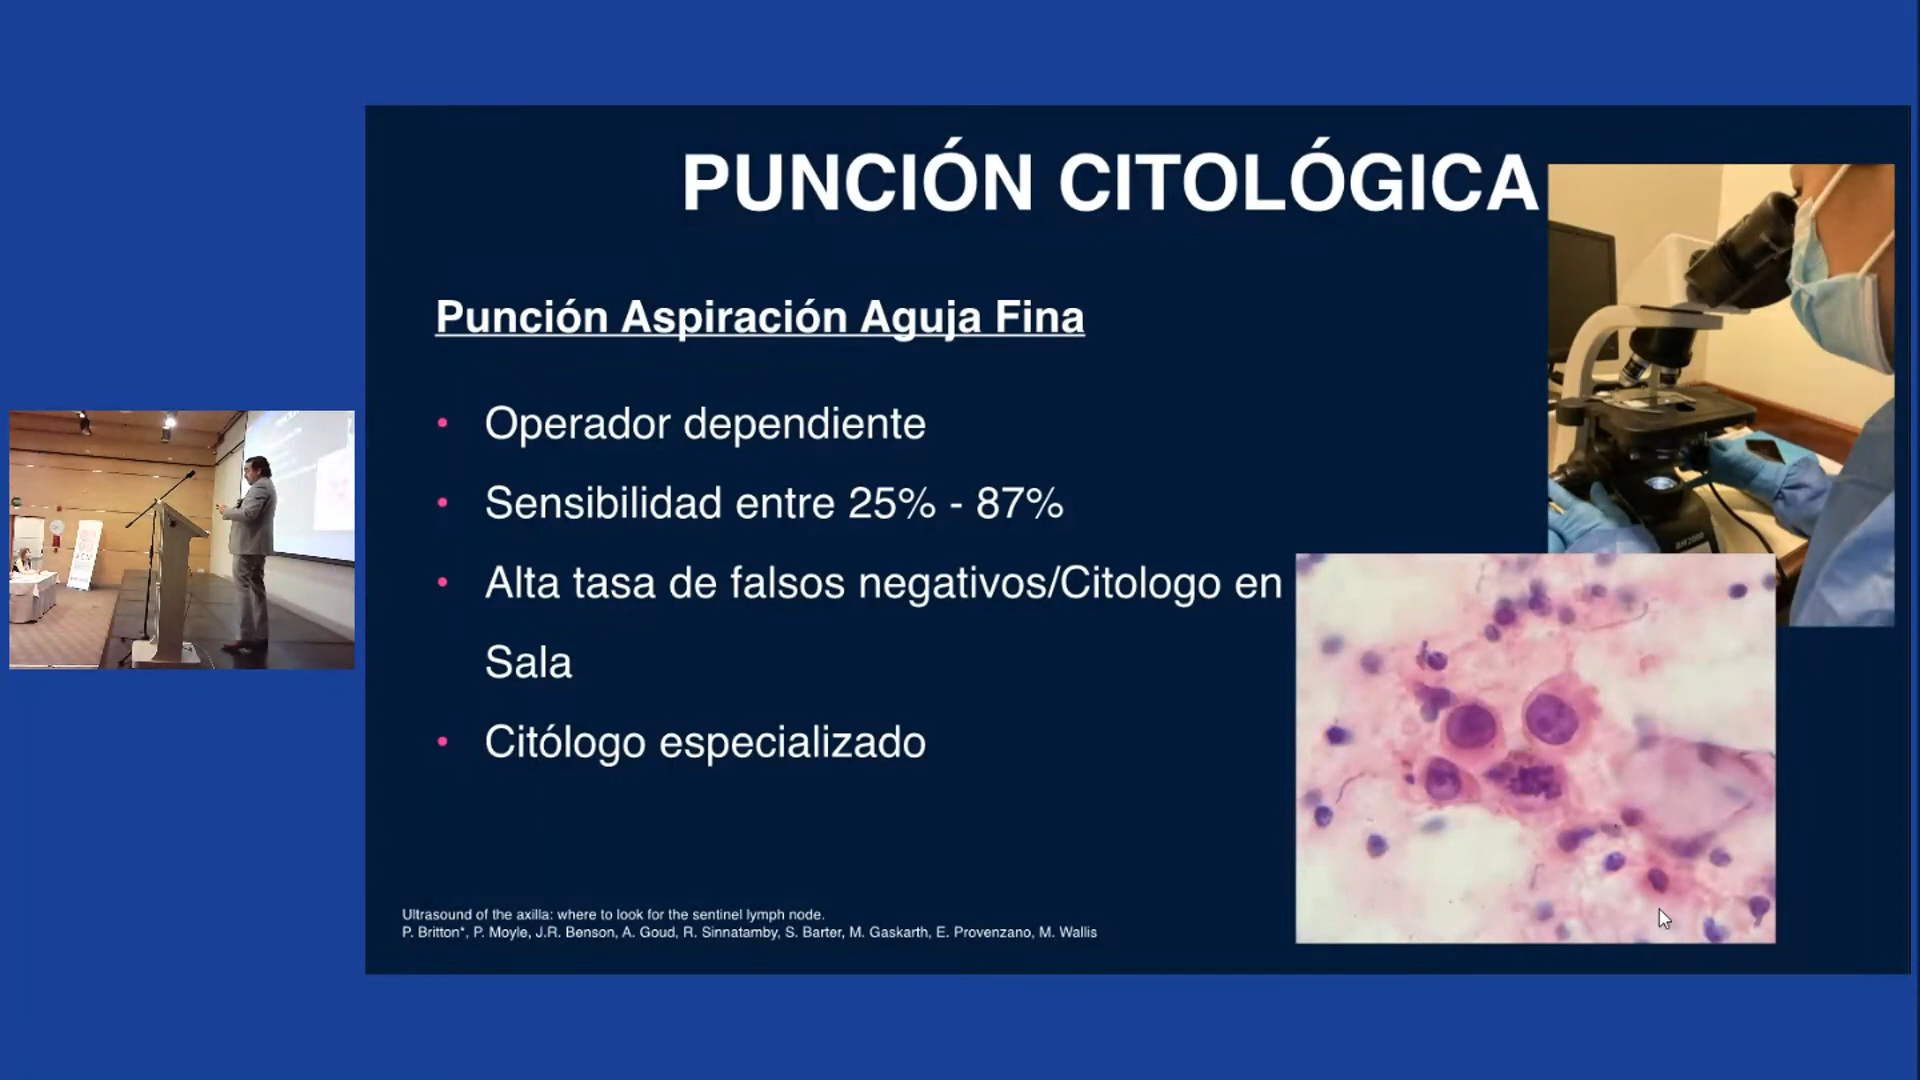 PUNCIÓN CITOLÓGICA
Punción Aspiración Aguja Fina
• Operador dependiente
• Sensibilidad entre 25% - 87%
• Alta tasa de falsos negativos/Citologo en
Sala
• Citólogo especializado
Ultrasound of the axilla: where to look for the sentinel lymph node.
P. Britton*, P. Moyle, J.R. Benson, A. Goud, R. Sinnatamby, S. Barter, M. Gaskarth, E. Provenzano, M. Wallis